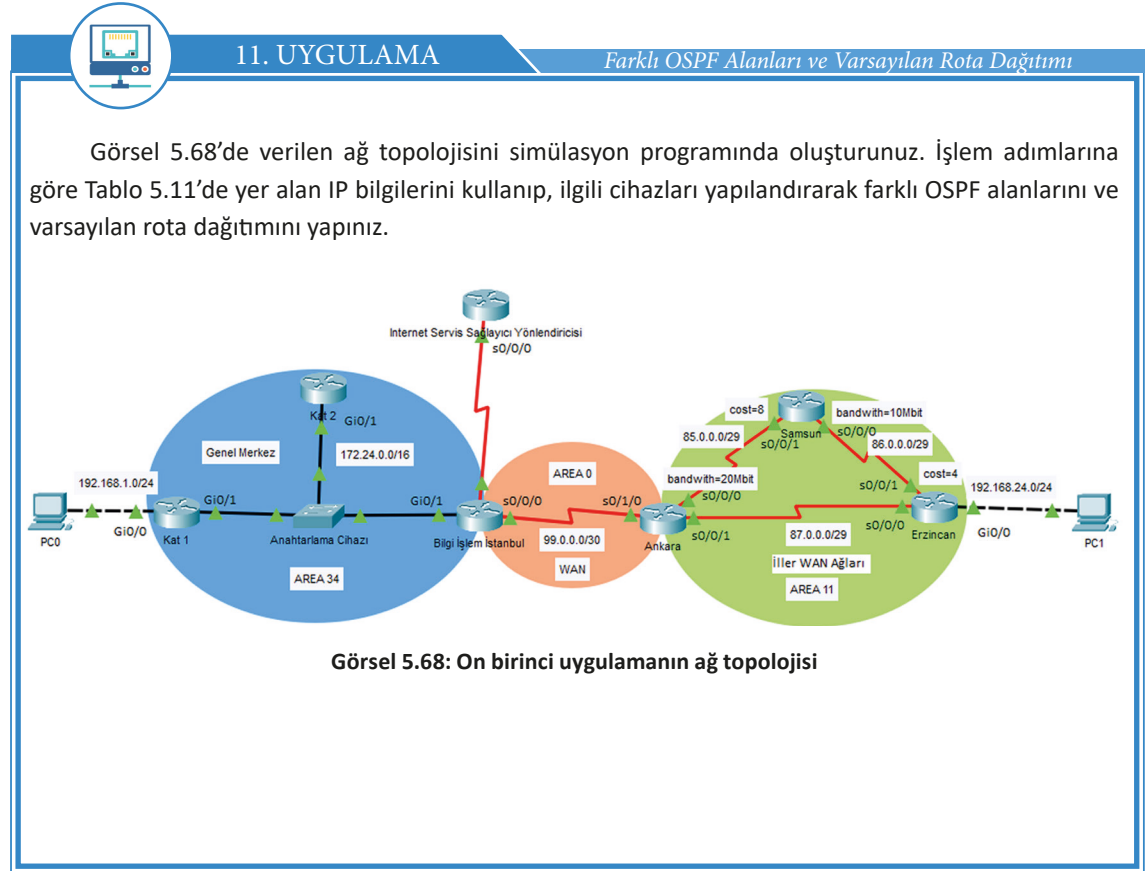 11. UYGULAMA
Farklı OSPF Alanları ve Varsayılan Rota Dağıtımı
Görsel 5.68’de verilen ağ topolojisini simülasyon programında oluşturunuz. İşlem adımlarına
göre Tablo 5.11’de yer alan IP bilgilerini kullanıp, ilgili cihazları yapılandırarak farklı OSPF alanlarını ve
varsayılan rota dağıtımını yapınız.
Internet Servis Sağlayıcı Yönlendiricisi
s0/0/0
Kat 2
Gi0/1
Genel Merkez
172.24.0.0/16
192.168.1.0/24
Gi0/0
PC0
Kat 1
Gi0/1
Anahtarlama Cihazı
Gi0/1
Bilgi İşlem İstanbul
AREA 34
AREA 0
s0/0/0
s0/1/0
99.0.0.0/30
WAN
Ankara
cost=8
Samsun
bandwith=10Mbit
85.0.0.0/29
s0/0/1
s0/0/0
86.0.0.0/29
bandwith=20Mbit
s0/0/0
cost=4
s0/0/1
192.168.24.0/24
s0/0/1
s0/0/0
Erzincan
Gi0/0
PC1
87.0.0.0/29
İller WAN Ağları
AREA 11
Görsel 5.68: On birinci uygulamanın ağ topolojisi